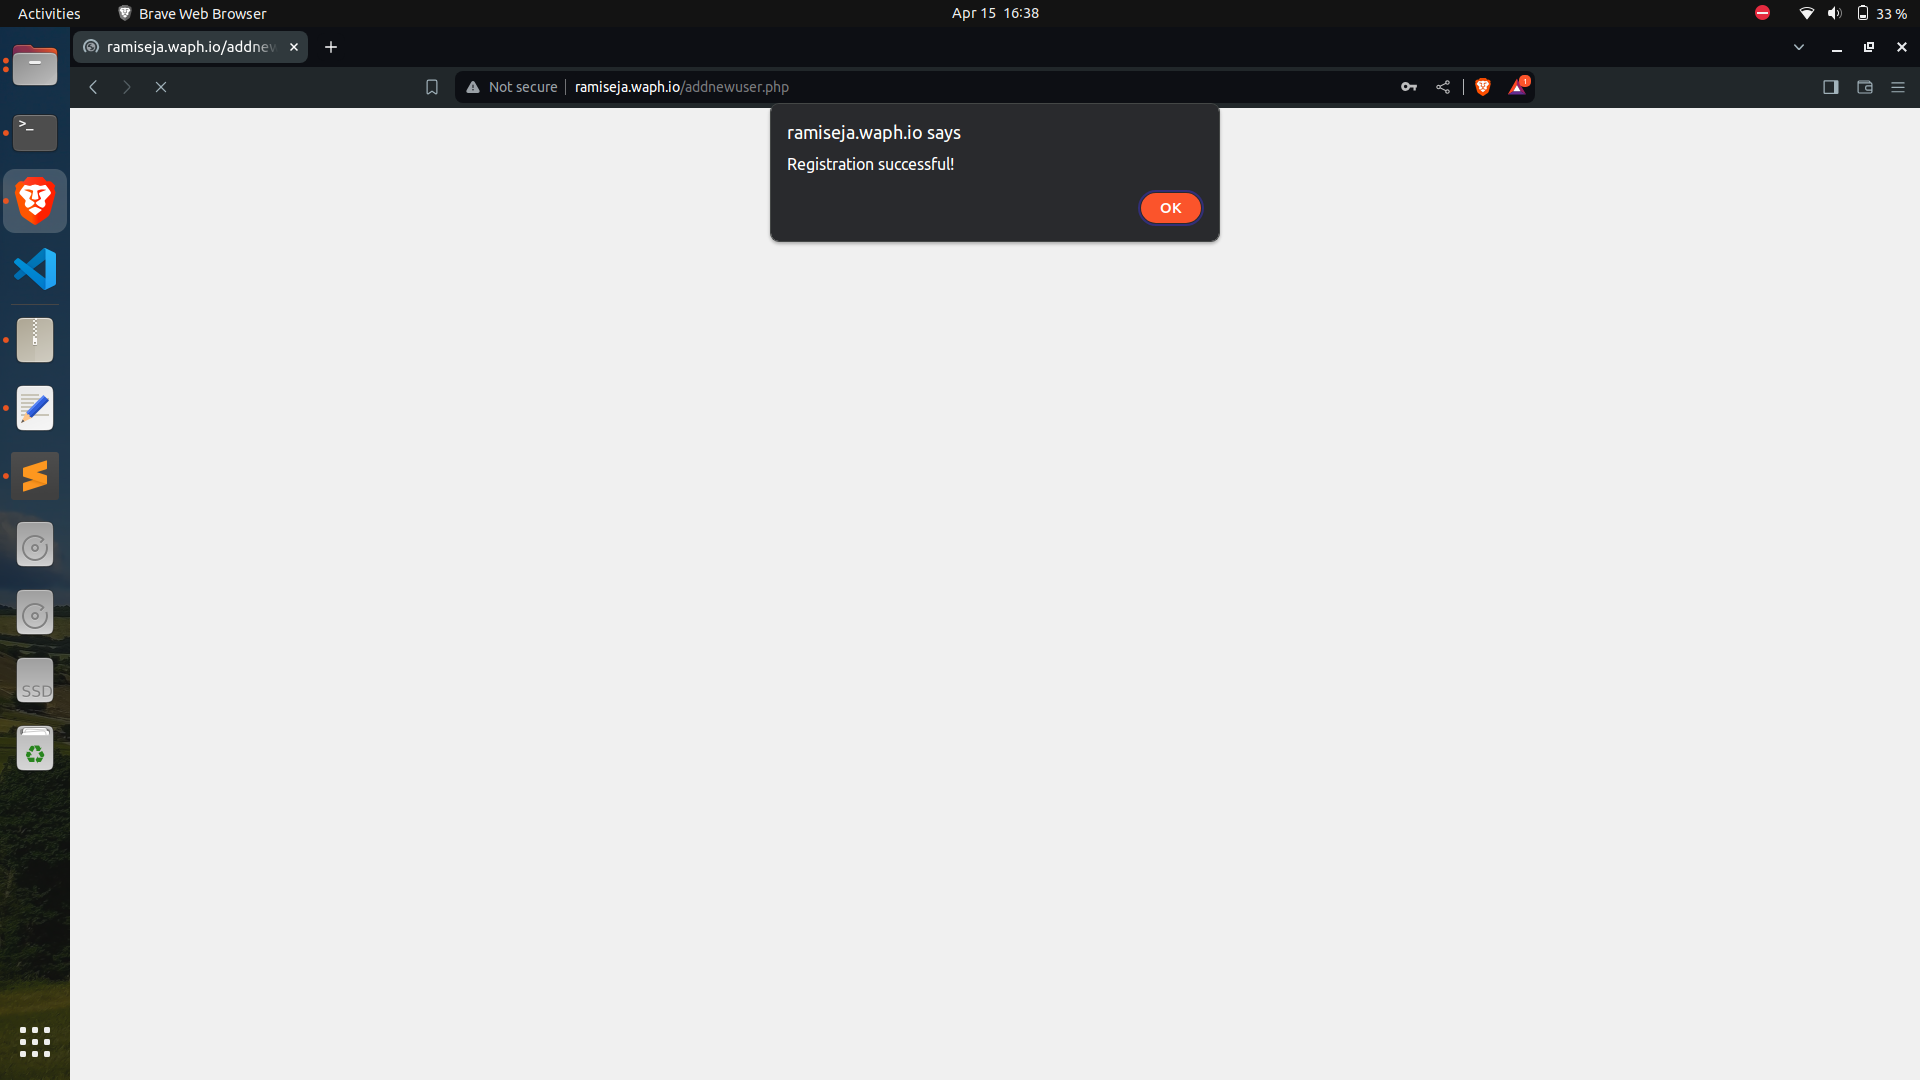 Activities
Brave Web Browser
Apr 15 16:38
33 %
ramiseja.waph.io/addnew
Not secure
ramiseja.waph.io/addnewuser.php
1
ramiseja.waph.io says
Registration successful!
OK
>_
SSD